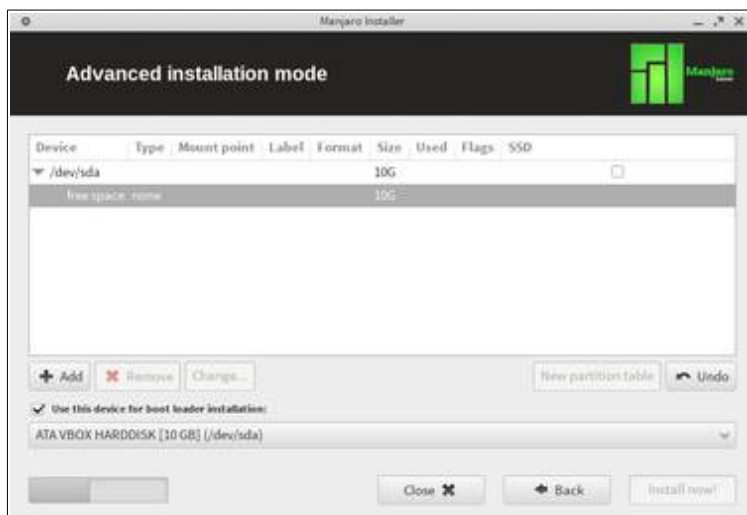 Manjaro Installer
Advanced installation mode
Manjaro
Device Type Mount point Label Format Size Used Flags SSD
/dev/sda 10G
free space none 10G
Add Remove Change... New partition table Undo
Use this device for boot loader installation:
ATA VBOX HARDDISK [10 GB] (/dev/sda)
Close Back Install now!